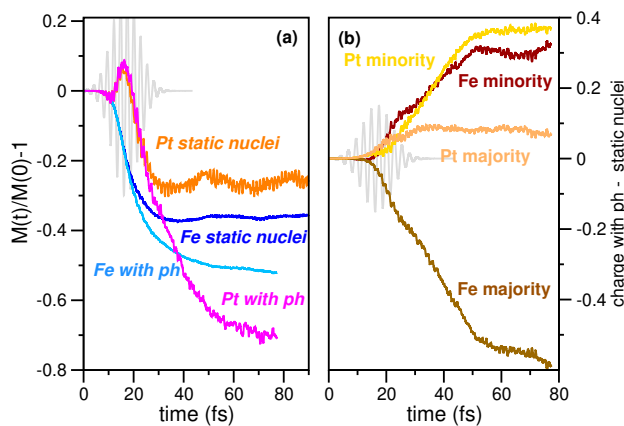 0.2
0
-0.2
-0.4
-0.6
-0.8
M(t)/M(0)-1
(a)
Pt static nuclei
Fe static nuclei
Fe with ph
Pt with ph
0 20 40 60 80
time (fs)
(b)
Pt minority
Fe minority
Pt majority
Fe majority
0 20 40 60 80
time (fs)
0.4
0.2
0
-0.2
-0.4
charge with ph - static nuclei